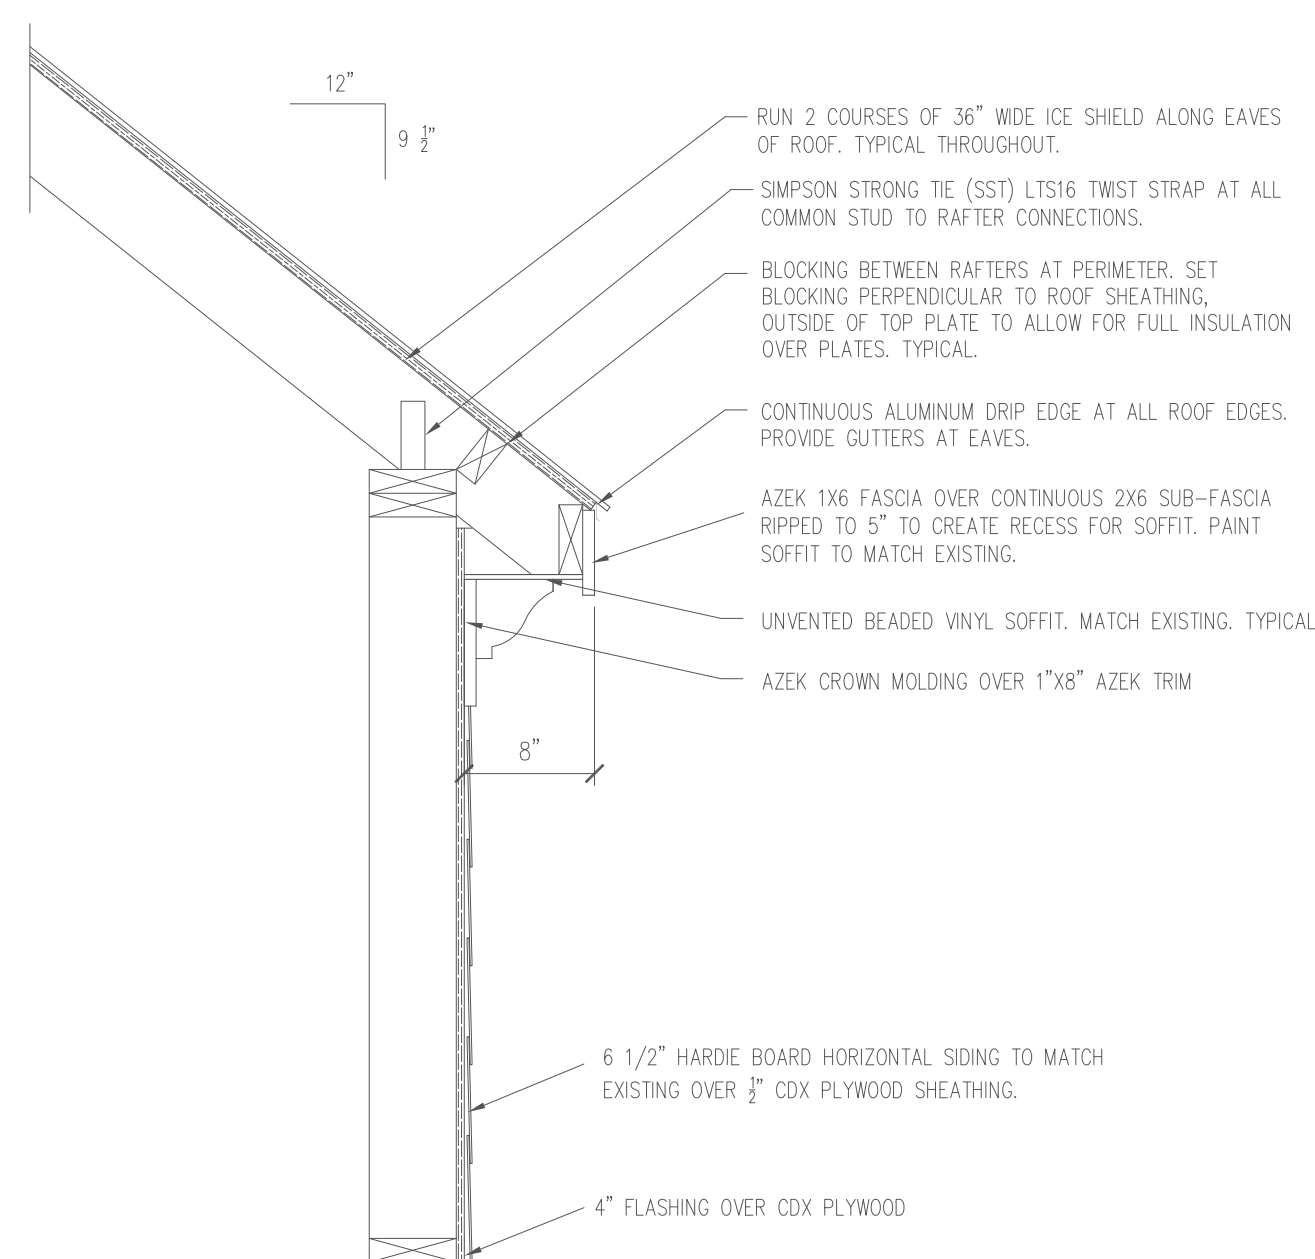 12”
9 ½”
RUN 2 COURSES OF 36” WIDE ICE SHIELD ALONG EAVES
OF ROOF. TYPICAL THROUGHOUT.
SIMPSON STRONG TIE (SST) LTS16 TWIST STRAP AT ALL
COMMON STUD TO RAFTER CONNECTIONS.
BLOCKING BETWEEN RAFTERS AT PERIMETER. SET
BLOCKING PERPENDICULAR TO ROOF SHEATHING,
OUTSIDE OF TOP PLATE TO ALLOW FOR FULL INSULATION
OVER PLATES. TYPICAL.
CONTINUOUS ALUMINUM DRIP EDGE AT ALL ROOF EDGES.
PROVIDE GUTTERS AT EAVES.
AZEK 1X6 FASCIA OVER CONTINUOUS 2X6 SUB-FASCIA
RIPPED TO 5” TO CREATE RECESS FOR SOFFIT. PAINT
SOFFIT TO MATCH EXISTING.
UNVENTED BEADED VINYL SOFFIT. MATCH EXISTING. TYPICAL
AZEK CROWN MOLDING OVER 1”X8” AZEK TRIM
8”
6 1/2” HARDIE BOARD HORIZONTAL SIDING TO MATCH
EXISTING OVER ½” CDX PLYWOOD SHEATHING.
4” FLASHING OVER CDX PLYWOOD